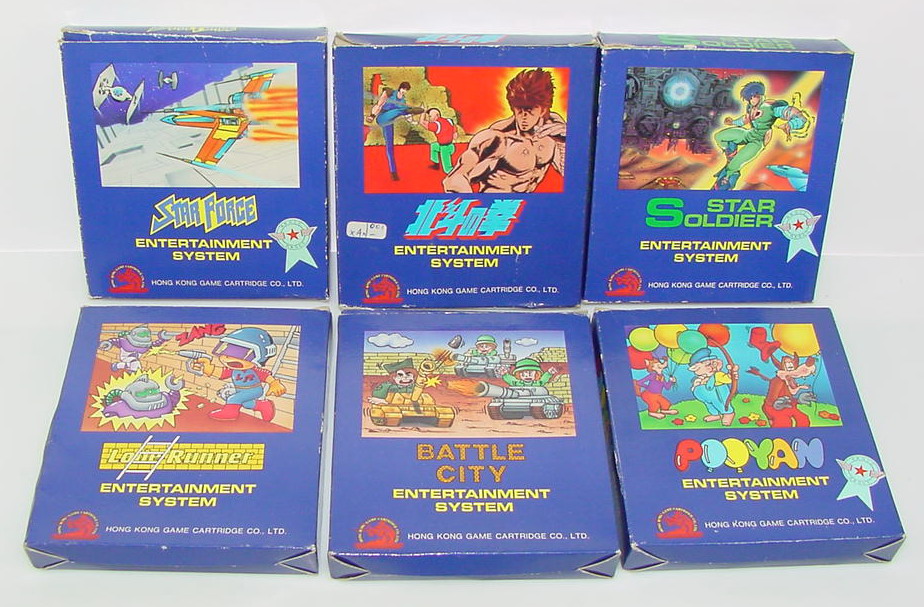 STAR FORCE
ENTERTAINMENT
SYSTEM
HONG KONG GAME CARTRIDGE CO., LTD.
北斗の拳
ENTERTAINMENT
SYSTEM
HONG KONG GAME CARTRIDGE CO., LTD.
SOLDIER
STAR
SOLDIER
ENTERTAINMENT
SYSTEM
HONG KONG GAME CARTRIDGE CO., LTD.
ZANG
LR
Lode Runner
ENTERTAINMENT
SYSTEM
HONG KONG GAME CARTRIDGE CO., LTD.
BATTLE
CITY
ENTERTAINMENT
SYSTEM
HONG KONG GAME CARTRIDGE CO., LTD.
POOYAN
ENTERTAINMENT
SYSTEM
HONG KONG GAME CARTRIDGE CO., LTD.